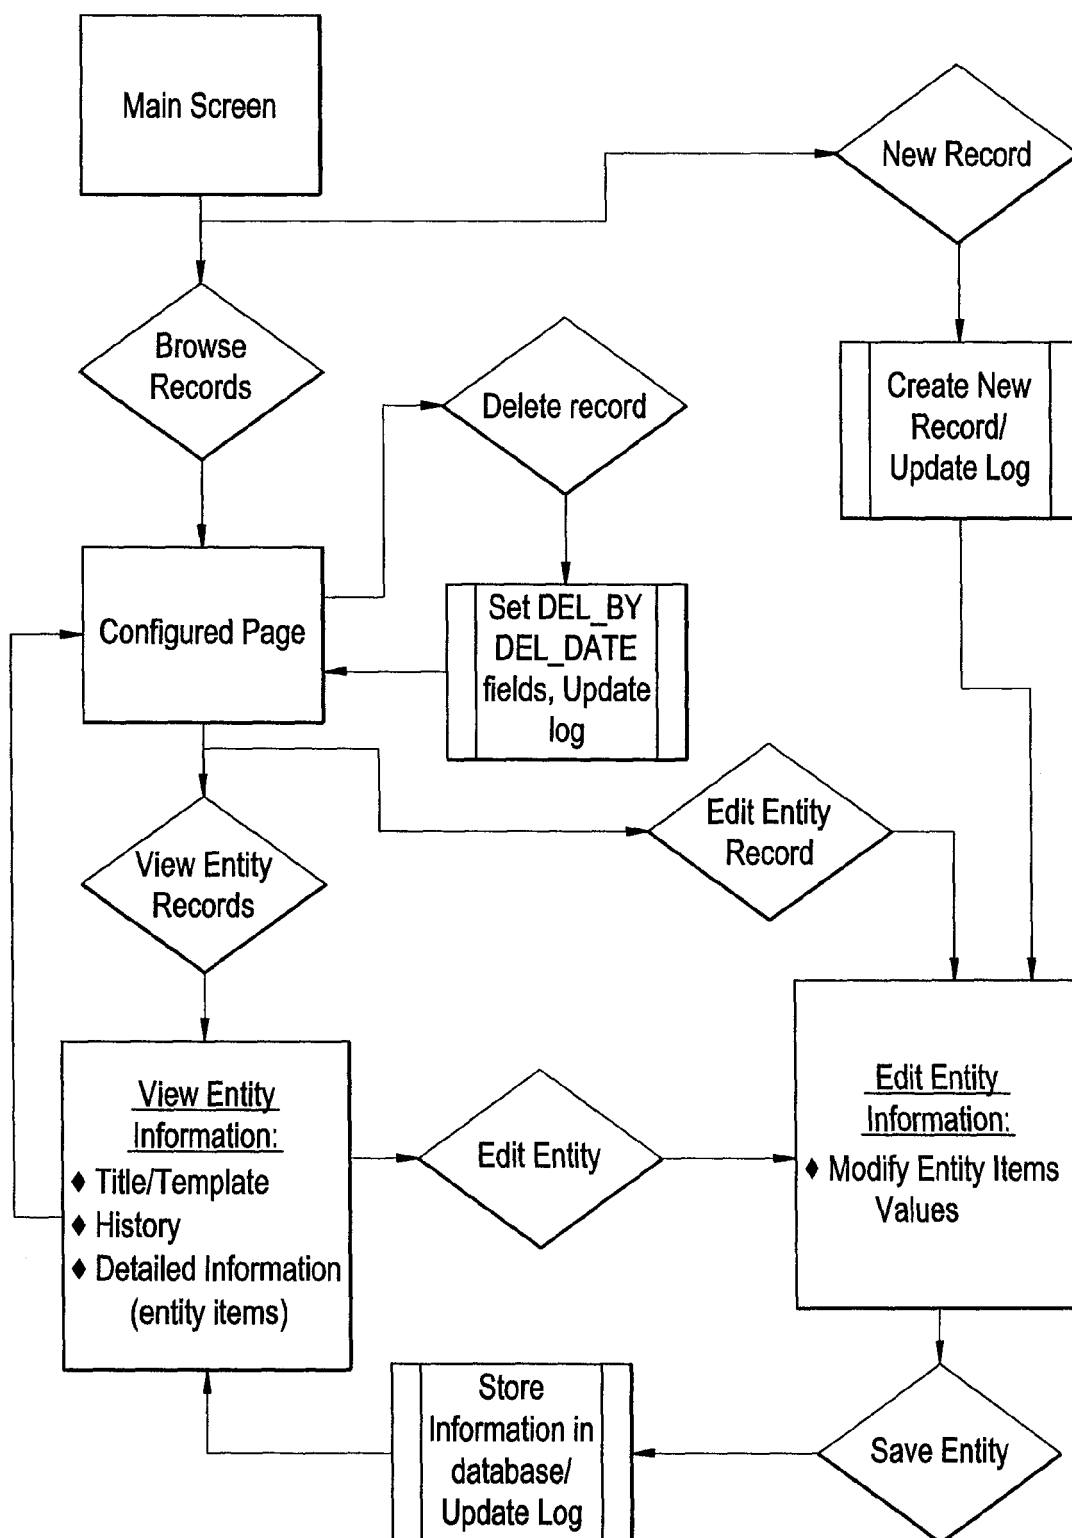 Main Screen
New Record
Browse
Records
Delete record
Create New
Record/
Update Log
Configured Page
Set DEL_BY
DEL_DATE
fields, Update
log
Edit Entity
Record
View Entity
Records
View Entity
Information:
♦ Title/Template
♦ History
♦ Detailed Information
(entity items)
Edit Entity
Edit Entity
Information:
♦ Modify Entity Items
Values
Store
Information in
database/
Update Log
Save Entity